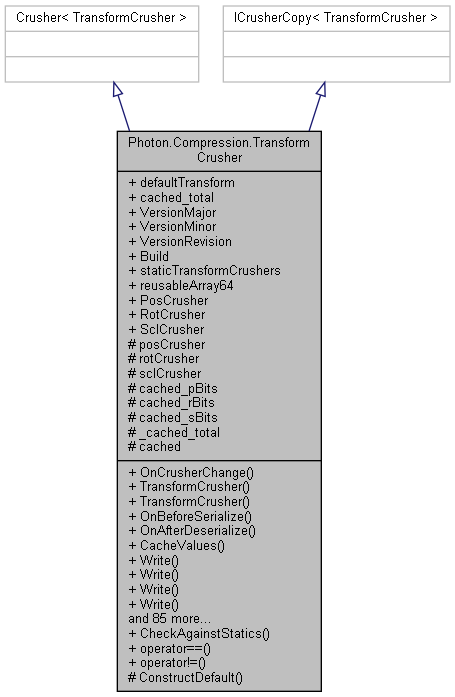 Crusher< TransformCrusher >
ICrusherCopy< TransformCrusher >
Photon.Compression.Transform
Crusher
+ defaultTransform
+ cached_total
+ VersionMajor
+ VersionMinor
+ VersionRevision
+ Build
+ staticTransformCrushers
+ reusableArray64
+ PosCrusher
+ RotCrusher
+ SclCrusher
# posCrusher
# rotCrusher
# sclCrusher
# cached_pBits
# cached_rBits
# cached_sBits
# _cached_total
# cached
+ OnCrusherChange()
+ TransformCrusher()
+ TransformCrusher()
+ OnBeforeSerialize()
+ OnAfterDeserialize()
+ CacheValues()
+ Write()
+ Write()
+ Write()
+ Write()
and 85 more...
+ CheckAgainstStatics()
+ operator==()
+ operator!=()
# ConstructDefault()